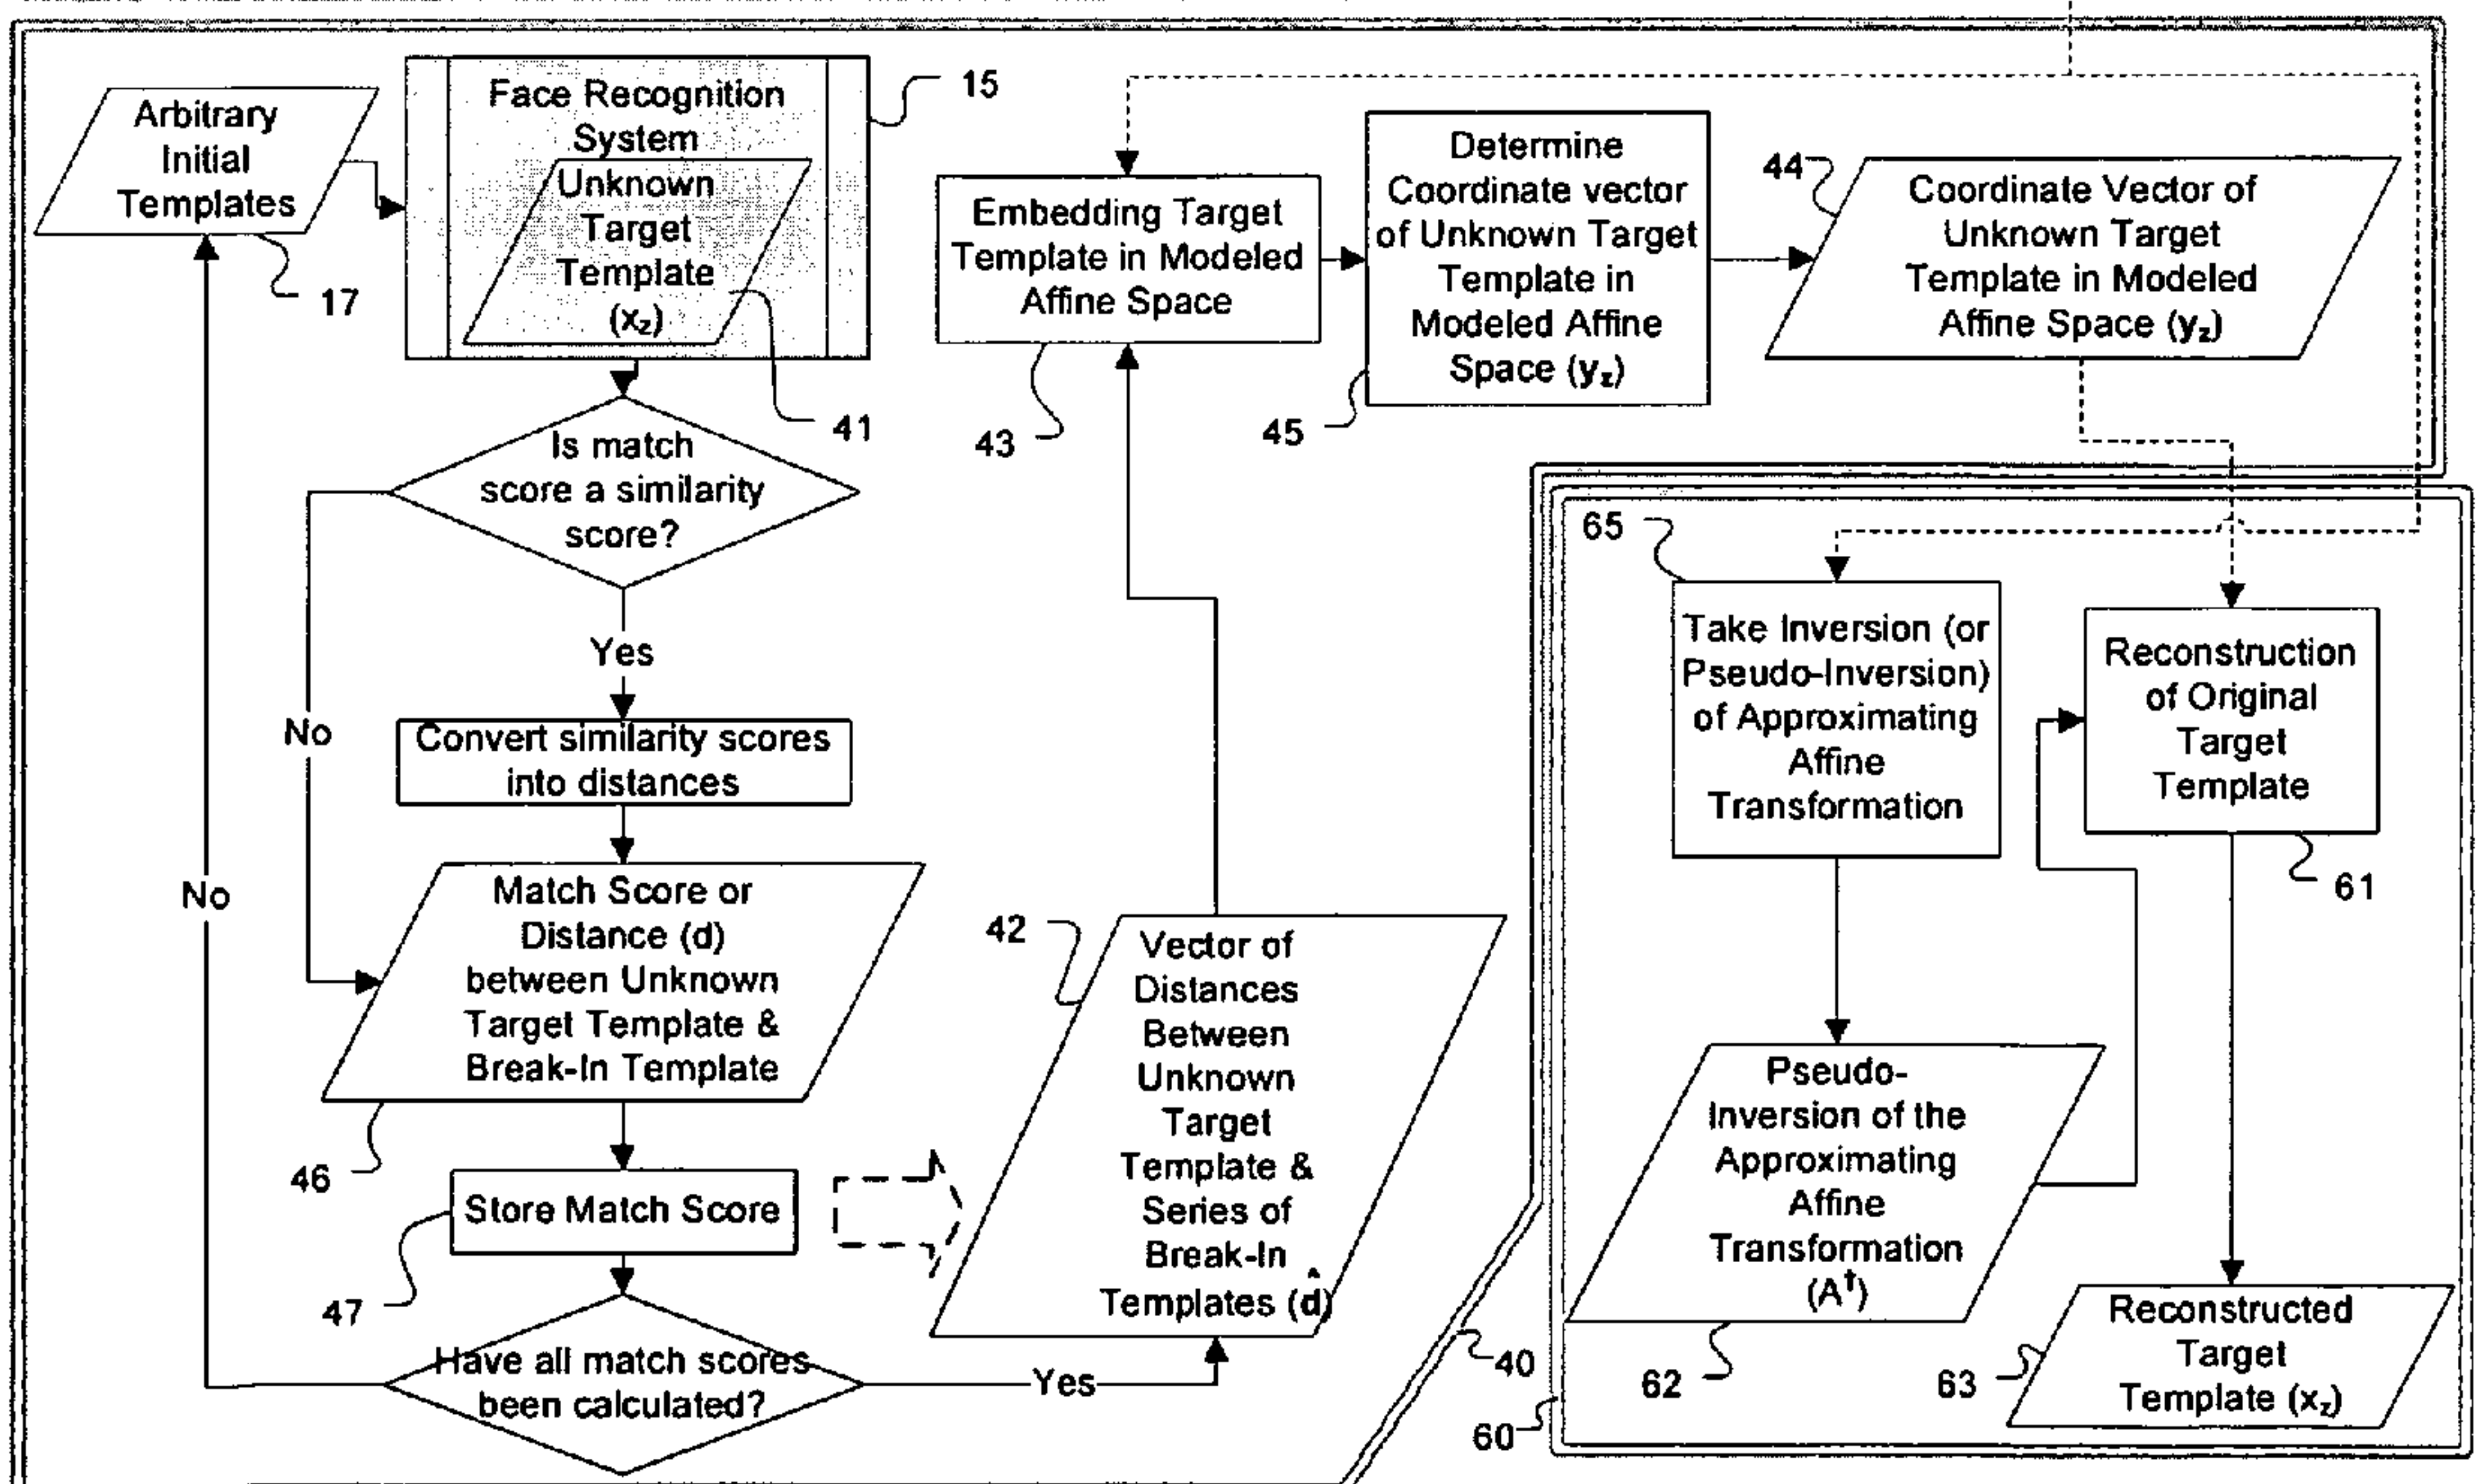 Arbitrary
Initial
Templates
17
Face Recognition
System
15
Unknown
Target
Template
(xz)
41
Is match
score a similarity
score?
Yes
No
Convert similarity scores
into distances
Match Score or
Distance (d)
between Unknown
Target Template &
Break-In Template
46
Store Match Score
47
Have all match scores
been calculated?
No
Yes
42
Vector of
Distances
Between
Unknown
Target
Template &
Series of
Break-In
Templates (d̂)
Embedding Target
Template in Modeled
Affine Space
43
Determine
Coordinate vector
of Unknown Target
Template in
Modeled Affine
Space (yz)
45
44
Coordinate Vector of
Unknown Target
Template in Modeled
Affine Space (yz)
40
65
Take Inversion (or
Pseudo-Inversion)
of Approximating
Affine
Transformation
Pseudo-
Inversion of the
Approximating
Affine
Transformation
(A†)
62
Reconstruction
of Original
Target
Template
61
Reconstructed
Target
Template (xz)
63
60